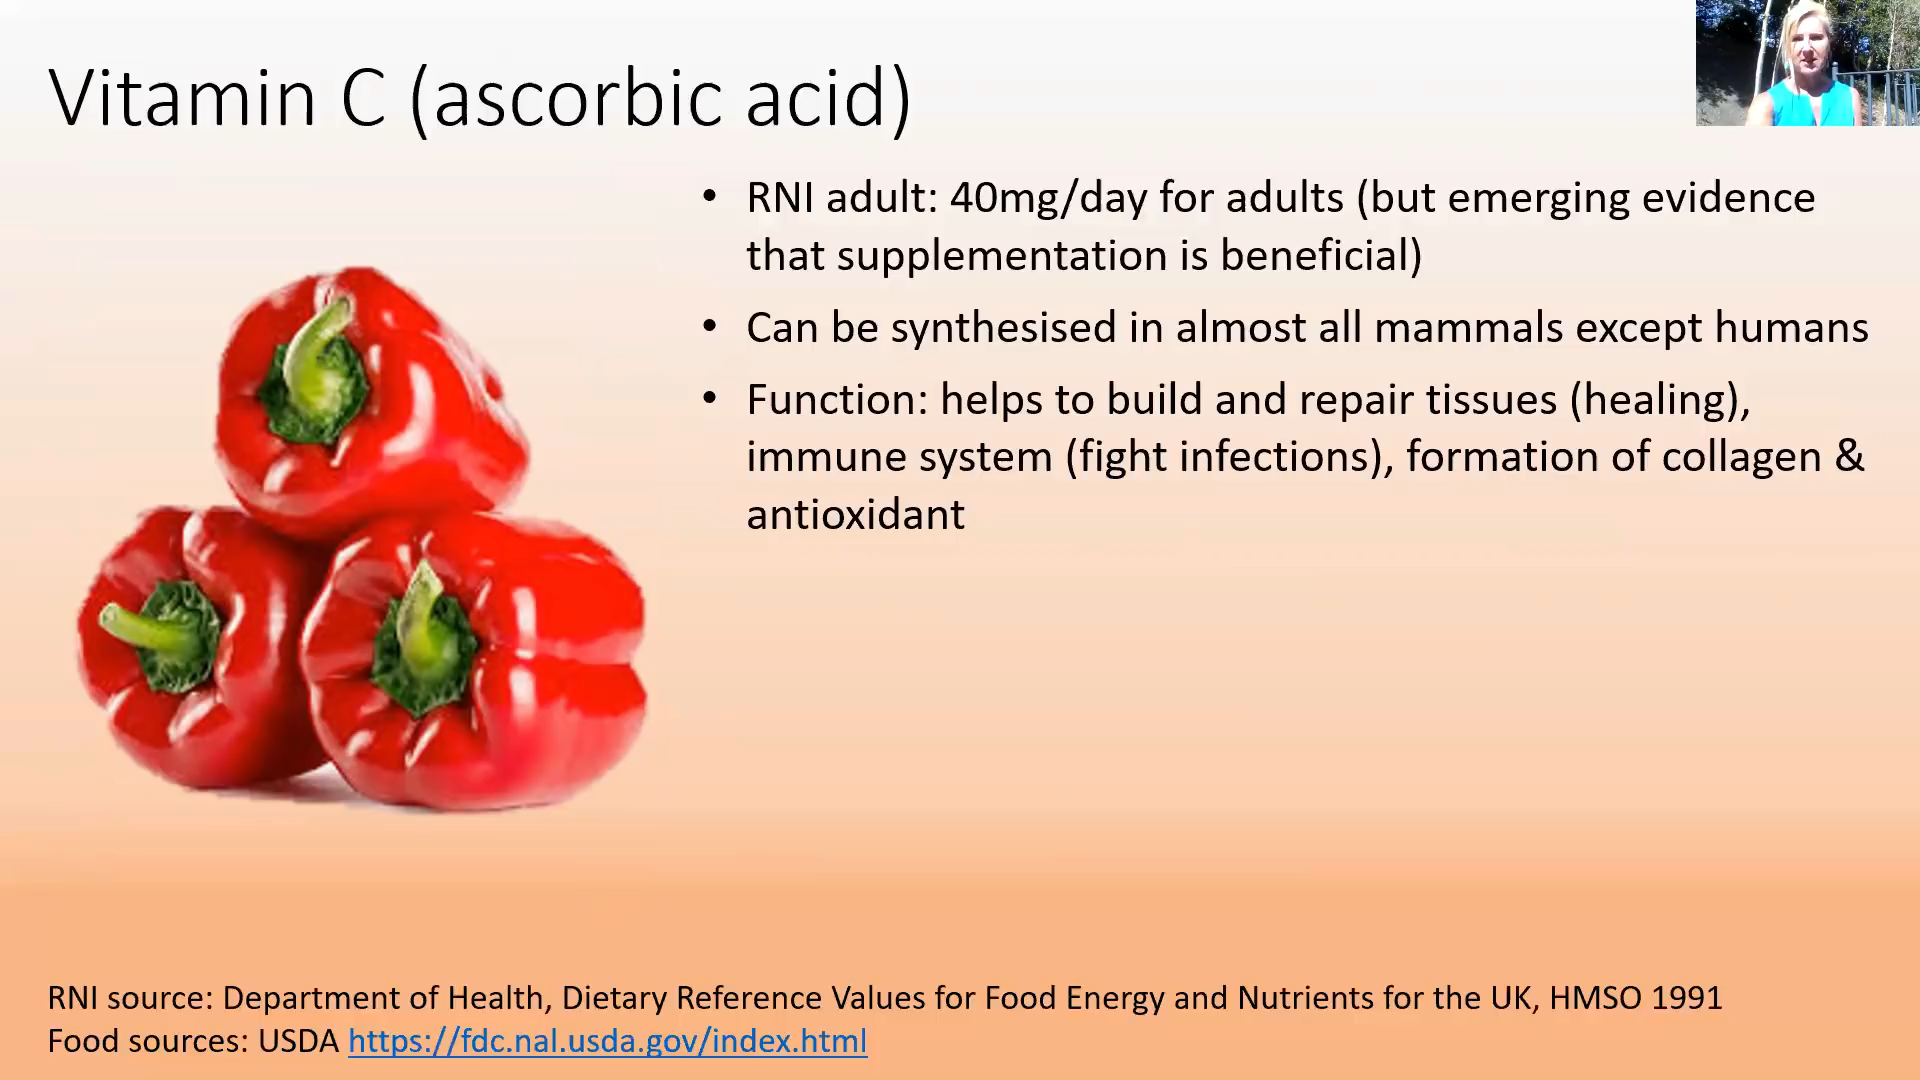 Vitamin C (ascorbic acid)
• RNI adult: 40mg/day for adults (but emerging evidence
that supplementation is beneficial)
• Can be synthesised in almost all mammals except humans
• Function: helps to build and repair tissues (healing),
immune system (fight infections), formation of collagen &
antioxidant
RNI source: Department of Health, Dietary Reference Values for Food Energy and Nutrients for the UK, HMSO 1991
Food sources: USDA https://fdc.nal.usda.gov/index.html